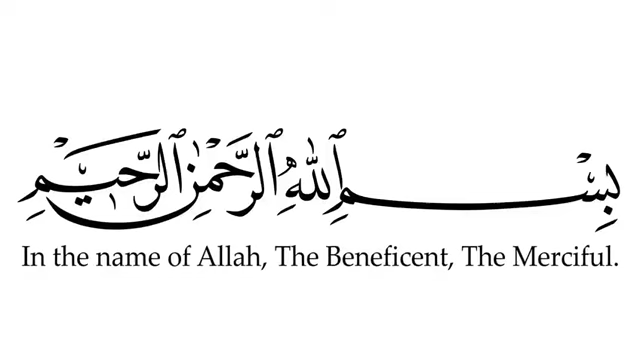 بِسْمِ ٱللَّهِ ٱلرَّحْمَٰنِ ٱلرَّحِيمِ
In the name of Allah, The Beneficent, The Merciful.